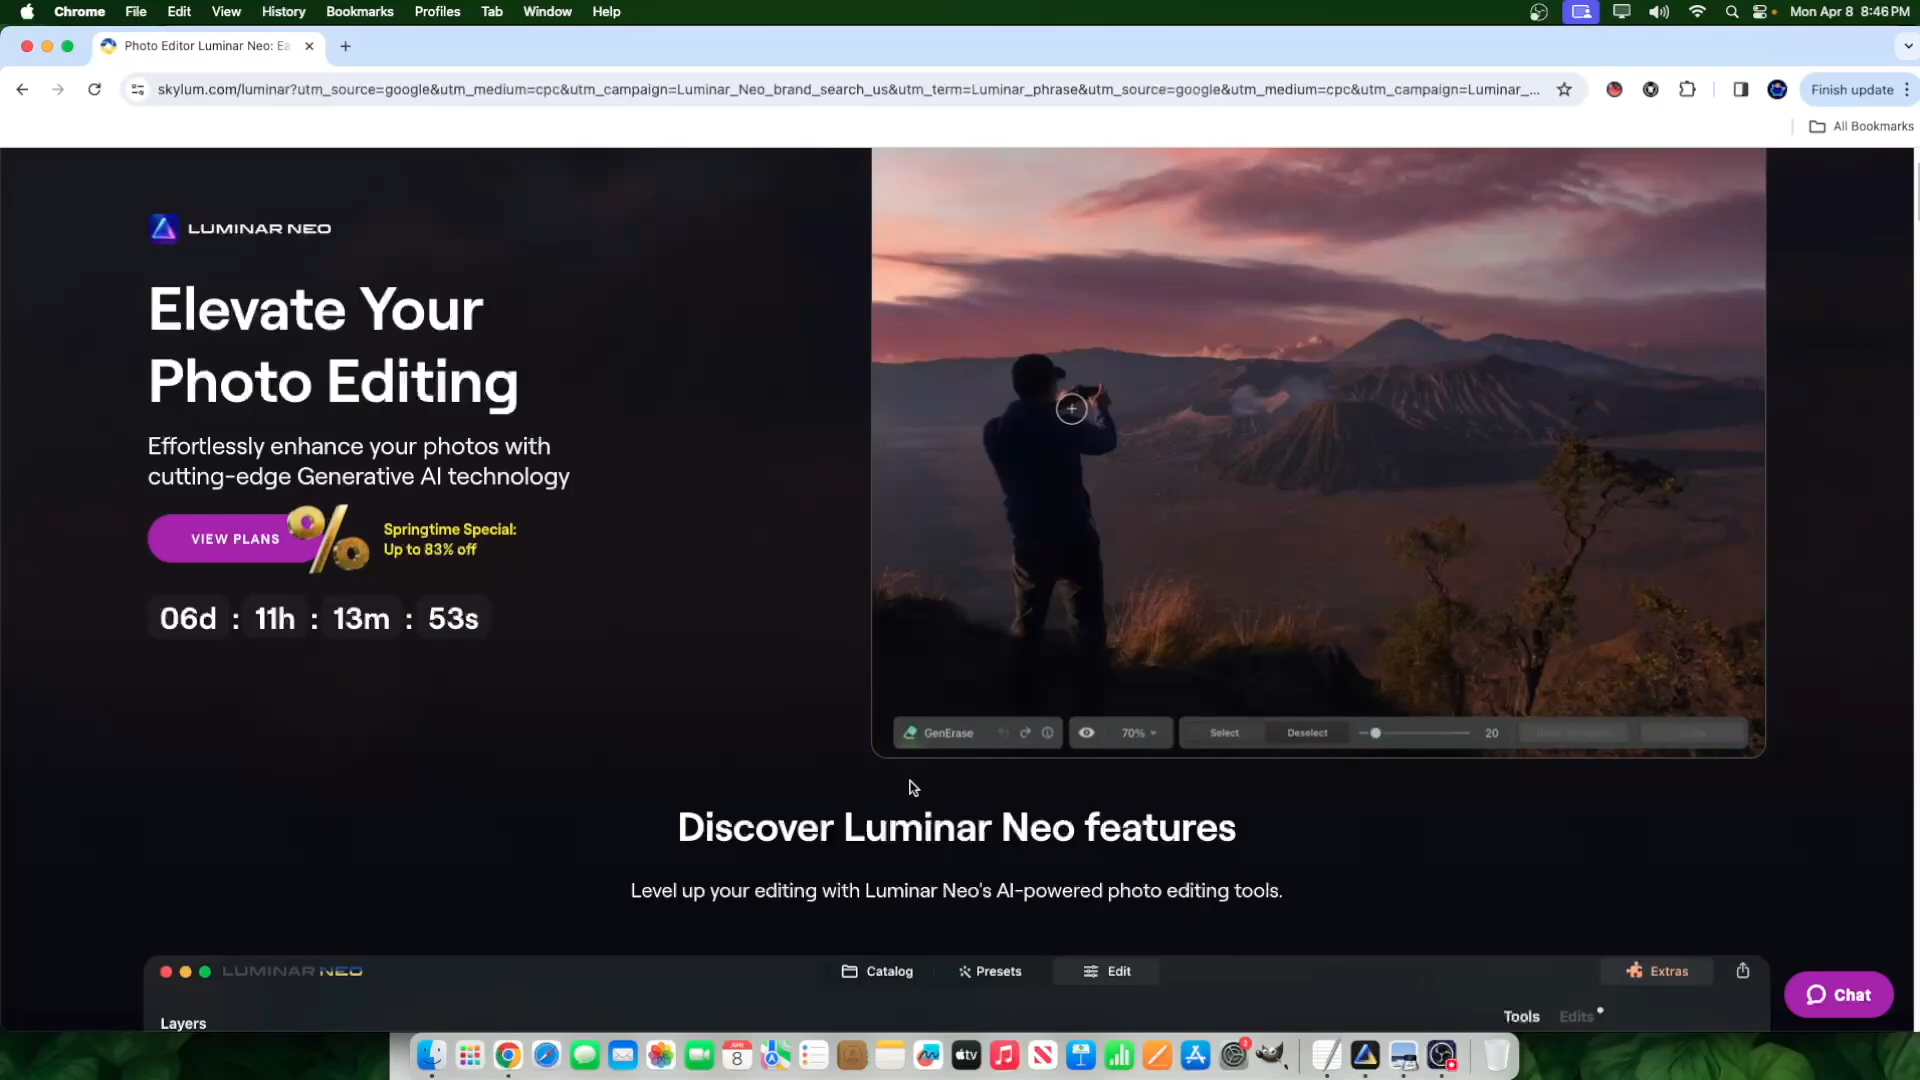 Chrome File Edit View History Bookmarks Profiles Tab Window Help Mon Apr 8 8:46 PM
Photo Editor Luminar Neo: Ea
skylum.com/luminar?utm_source=google&utm_medium=cpc&utm_campaign=Luminar_Neo_brand_search_us&utm_term=Luminar_phrase&utm_source=google&utm_medium=cpc&utm_campaign=Luminar_... Finish update
All Bookmarks
LUMINAR NEO
Elevate Your
Photo Editing
Effortlessly enhance your photos with
cutting-edge Generative AI technology
VIEW PLANS
%
Springtime Special:
Up to 83% off
06d : 11h : 13m : 53s
GenErase 70% Select Deselect 20
Discover Luminar Neo features
Level up your editing with Luminar Neo's AI-powered photo editing tools.
LUMINAR NEO Catalog Presets Edit Extras
Chat
Layers Tools Edits
APR
8
tv